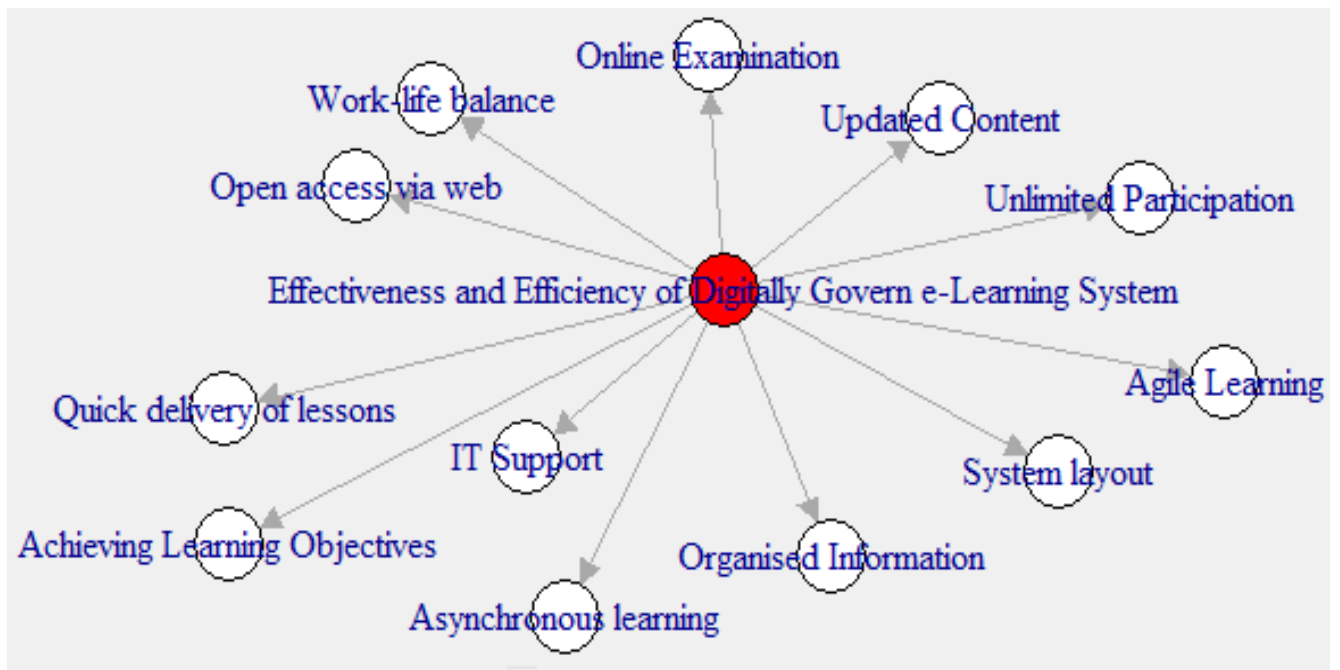 Online Examination
Work-life balance
Updated Content
Open access via web
Unlimited Participation
Effectiveness and Efficiency of Digitally Govern e-Learning System
Agile Learning
Quick delivery of lessons
IT Support
System layout
Achieving Learning Objectives
Organised Information
Asynchronous learning